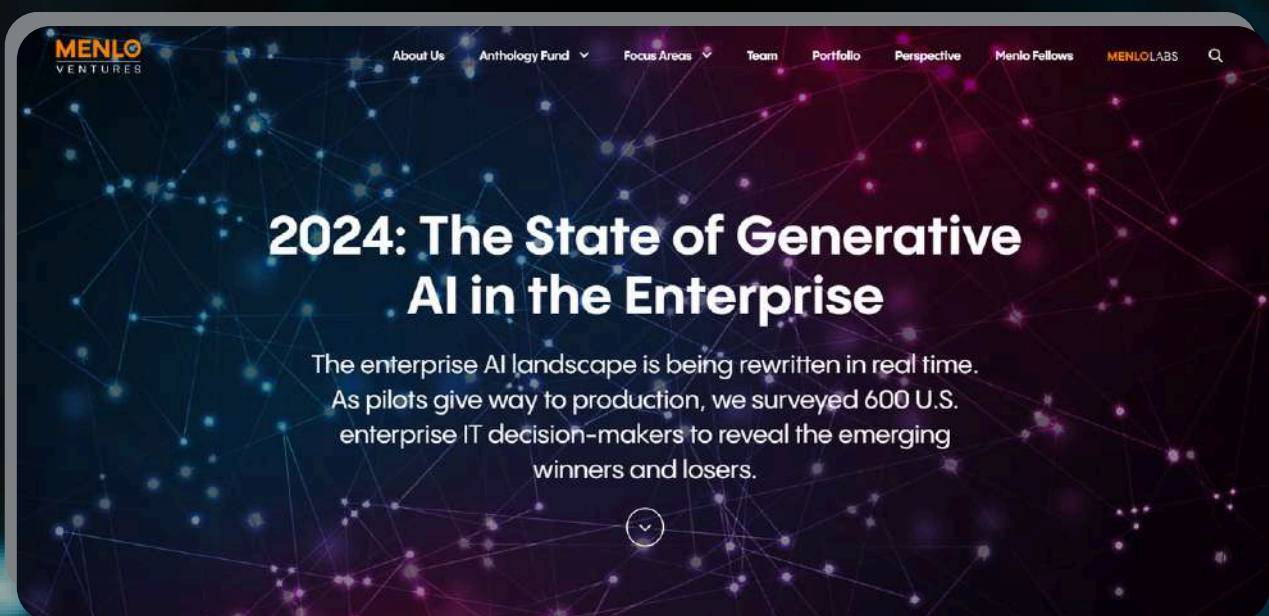 MENLO
VENTURES
About Us Anthology Fund Focus Areas Team Portfolio Perspective Menlo Fellows MENLOLABS
2024: The State of Generative
AI in the Enterprise
The enterprise AI landscape is being rewritten in real time.
As pilots give way to production, we surveyed 600 U.S.
enterprise IT decision-makers to reveal the emerging
winners and losers.